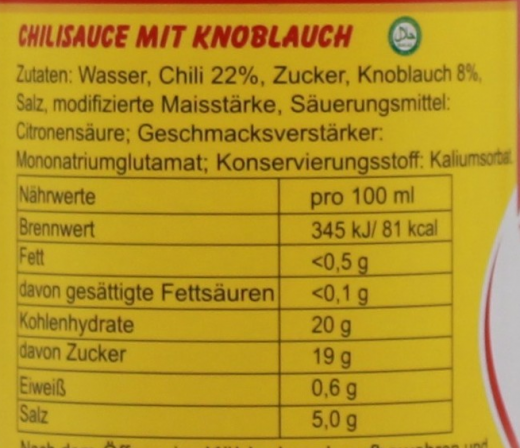 CHILISAUCE MIT KNOBLAUCH
Zutaten: Wasser, Chili 22%, Zucker, Knoblauch 8%,
Salz, modifizierte Maisstärke, Säuerungsmittel:
Citronensäure; Geschmacksverstärker:
Mononatriumglutamat; Konservierungsstoff: Kaliumsorbat.
Nährwerte pro 100 ml
Brennwert 345 kJ/ 81 kcal
Fett <0,5 g
davon gesättigte Fettsäuren <0,1 g
Kohlenhydrate 20 g
davon Zucker 19 g
Eiweiß 0,6 g
Salz 5,0 g